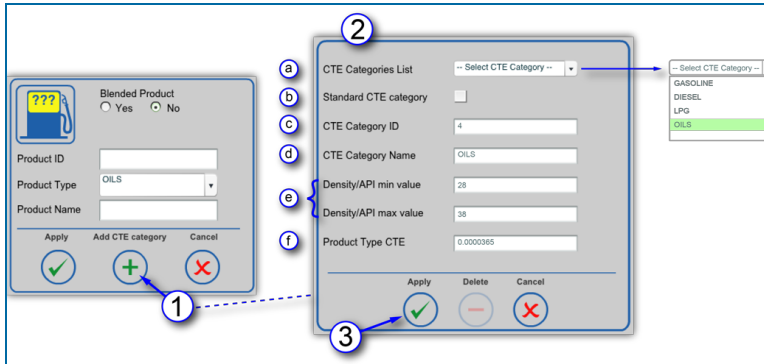 ???
Blended Product
Yes No
Product ID
Product Type OILS
Product Name
Apply Add CTE category Cancel
1
2
a CTE Categories List -- Select CTE Category --
b Standard CTE category
c CTE Category ID 4
d CTE Category Name OILS
e Density/API min value 28
Density/API max value 38
f Product Type CTE 0.0000365
Apply Delete Cancel
3
-- Select CTE Category --
GASOLINE
DIESEL
LPG
OILS